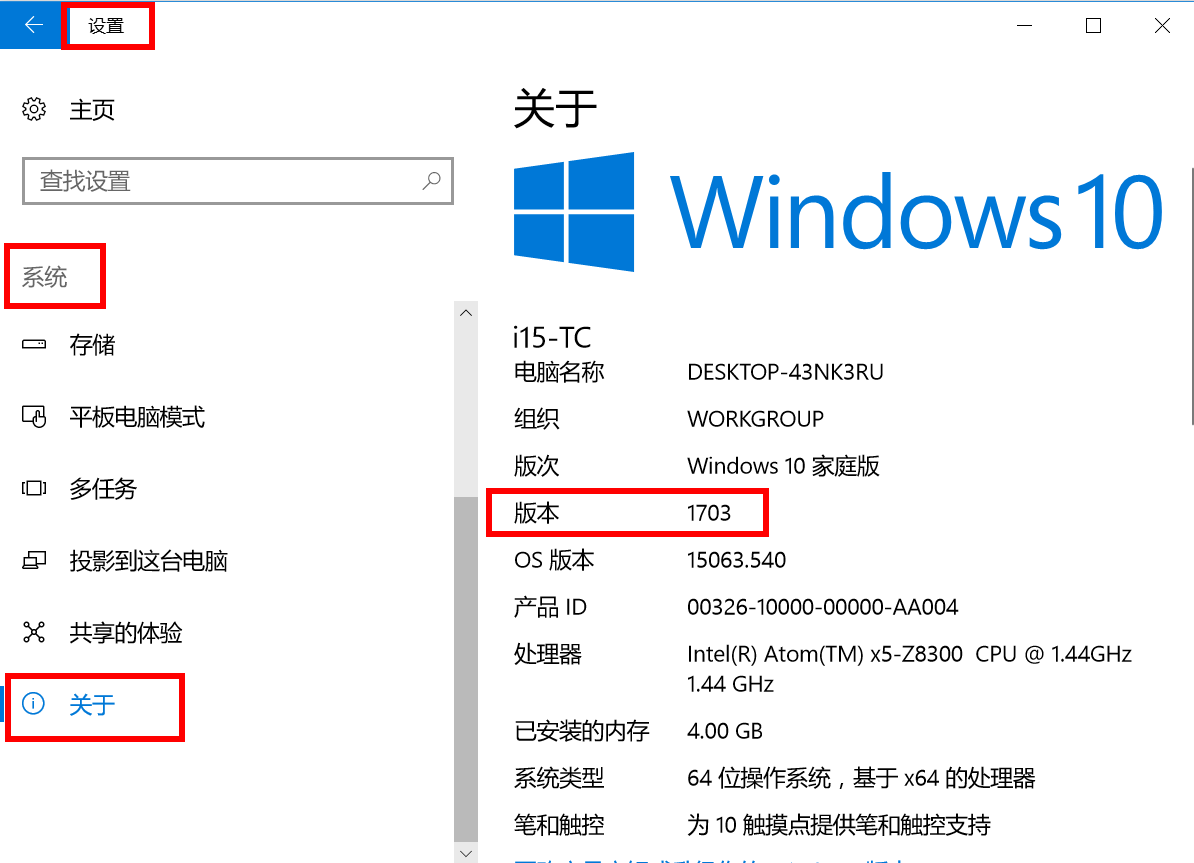 设置
主页
查找设置
系统
存储
平板电脑模式
多任务
投影到这台电脑
共享的体验
关于
关于
Windows 10
i15-TC
电脑名称 DESKTOP-43NK3RU
组织 WORKGROUP
版次 Windows 10 家庭版
版本 1703
OS 版本 15063.540
产品 ID 00326-10000-00000-AA004
处理器 Intel(R) Atom(TM) x5-Z8300 CPU @ 1.44GHz
1.44 GHz
已安装的内存 4.00 GB
系统类型 64 位操作系统，基于 x64 的处理器
笔和触控 为 10 触摸点提供笔和触控支持